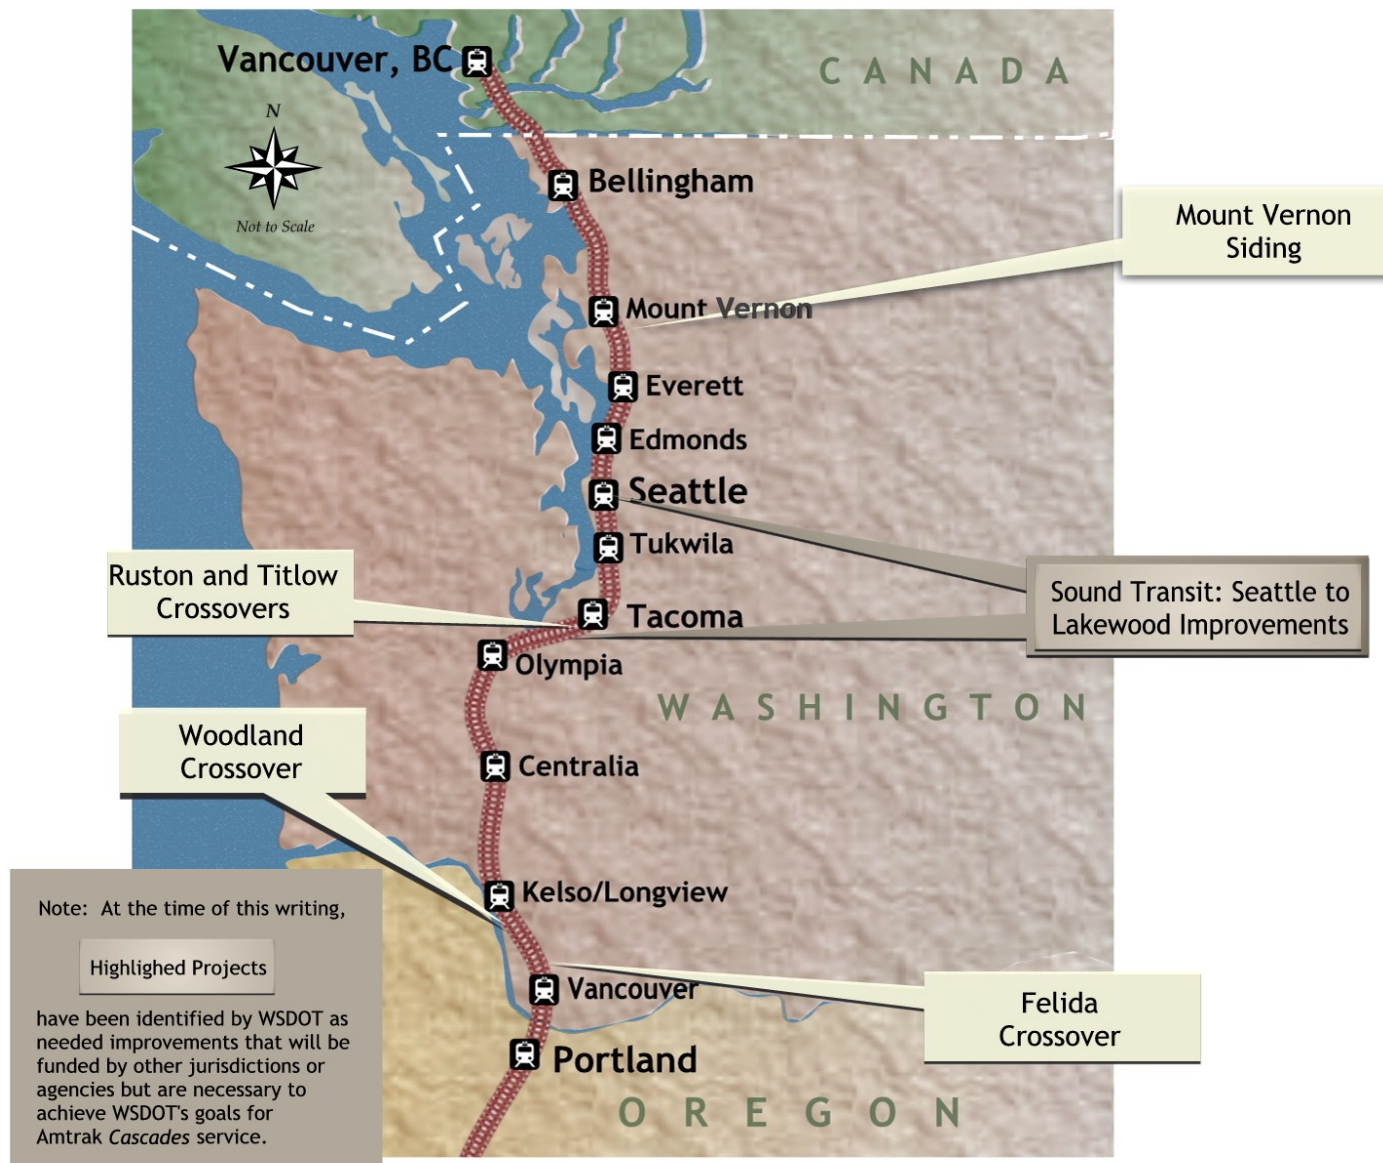 Vancouver, BC
CANADA
N
Not to Scale
Bellingham
Mount Vernon
Siding
Mount Vernon
Everett
Edmonds
Seattle
Tukwila
Ruston and Titlow
Crossovers
Sound Transit: Seattle to
Lakewood Improvements
Tacoma
Olympia
WASHINGTON
Woodland
Crossover
Centralia
Kelso/Longview
Note: At the time of this writing,
Highlighed Projects
have been identified by WSDOT as
needed improvements that will be
funded by other jurisdictions or
agencies but are necessary to
achieve WSDOT's goals for
Amtrak Cascades service.
Vancouver
Felida
Crossover
Portland
OREGON